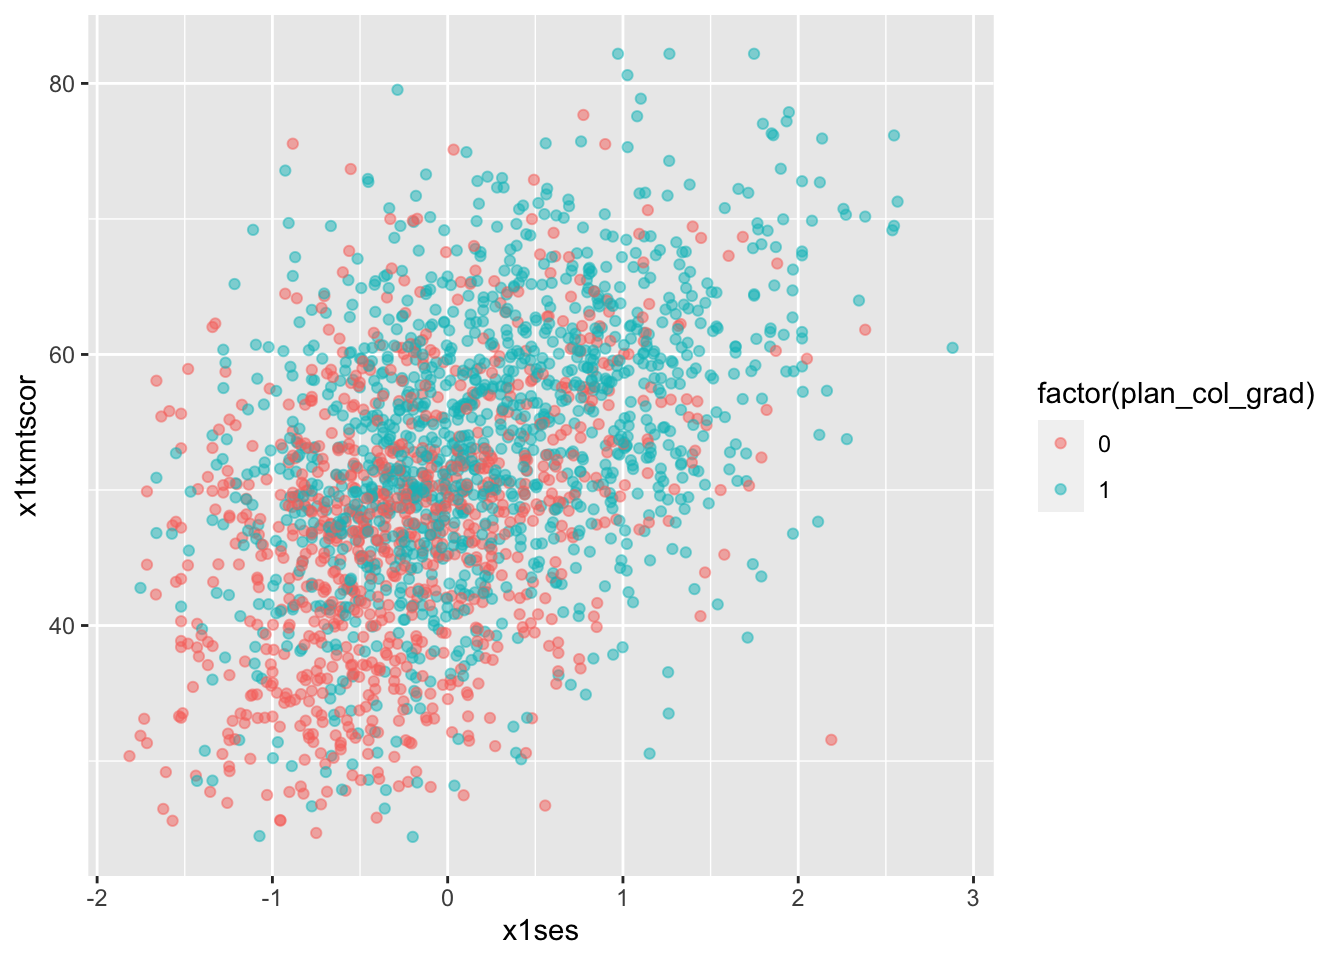 80
60
40
x1txmtscor
-2 -1 0 1 2 3
x1ses
factor(plan_col_grad)
0
1